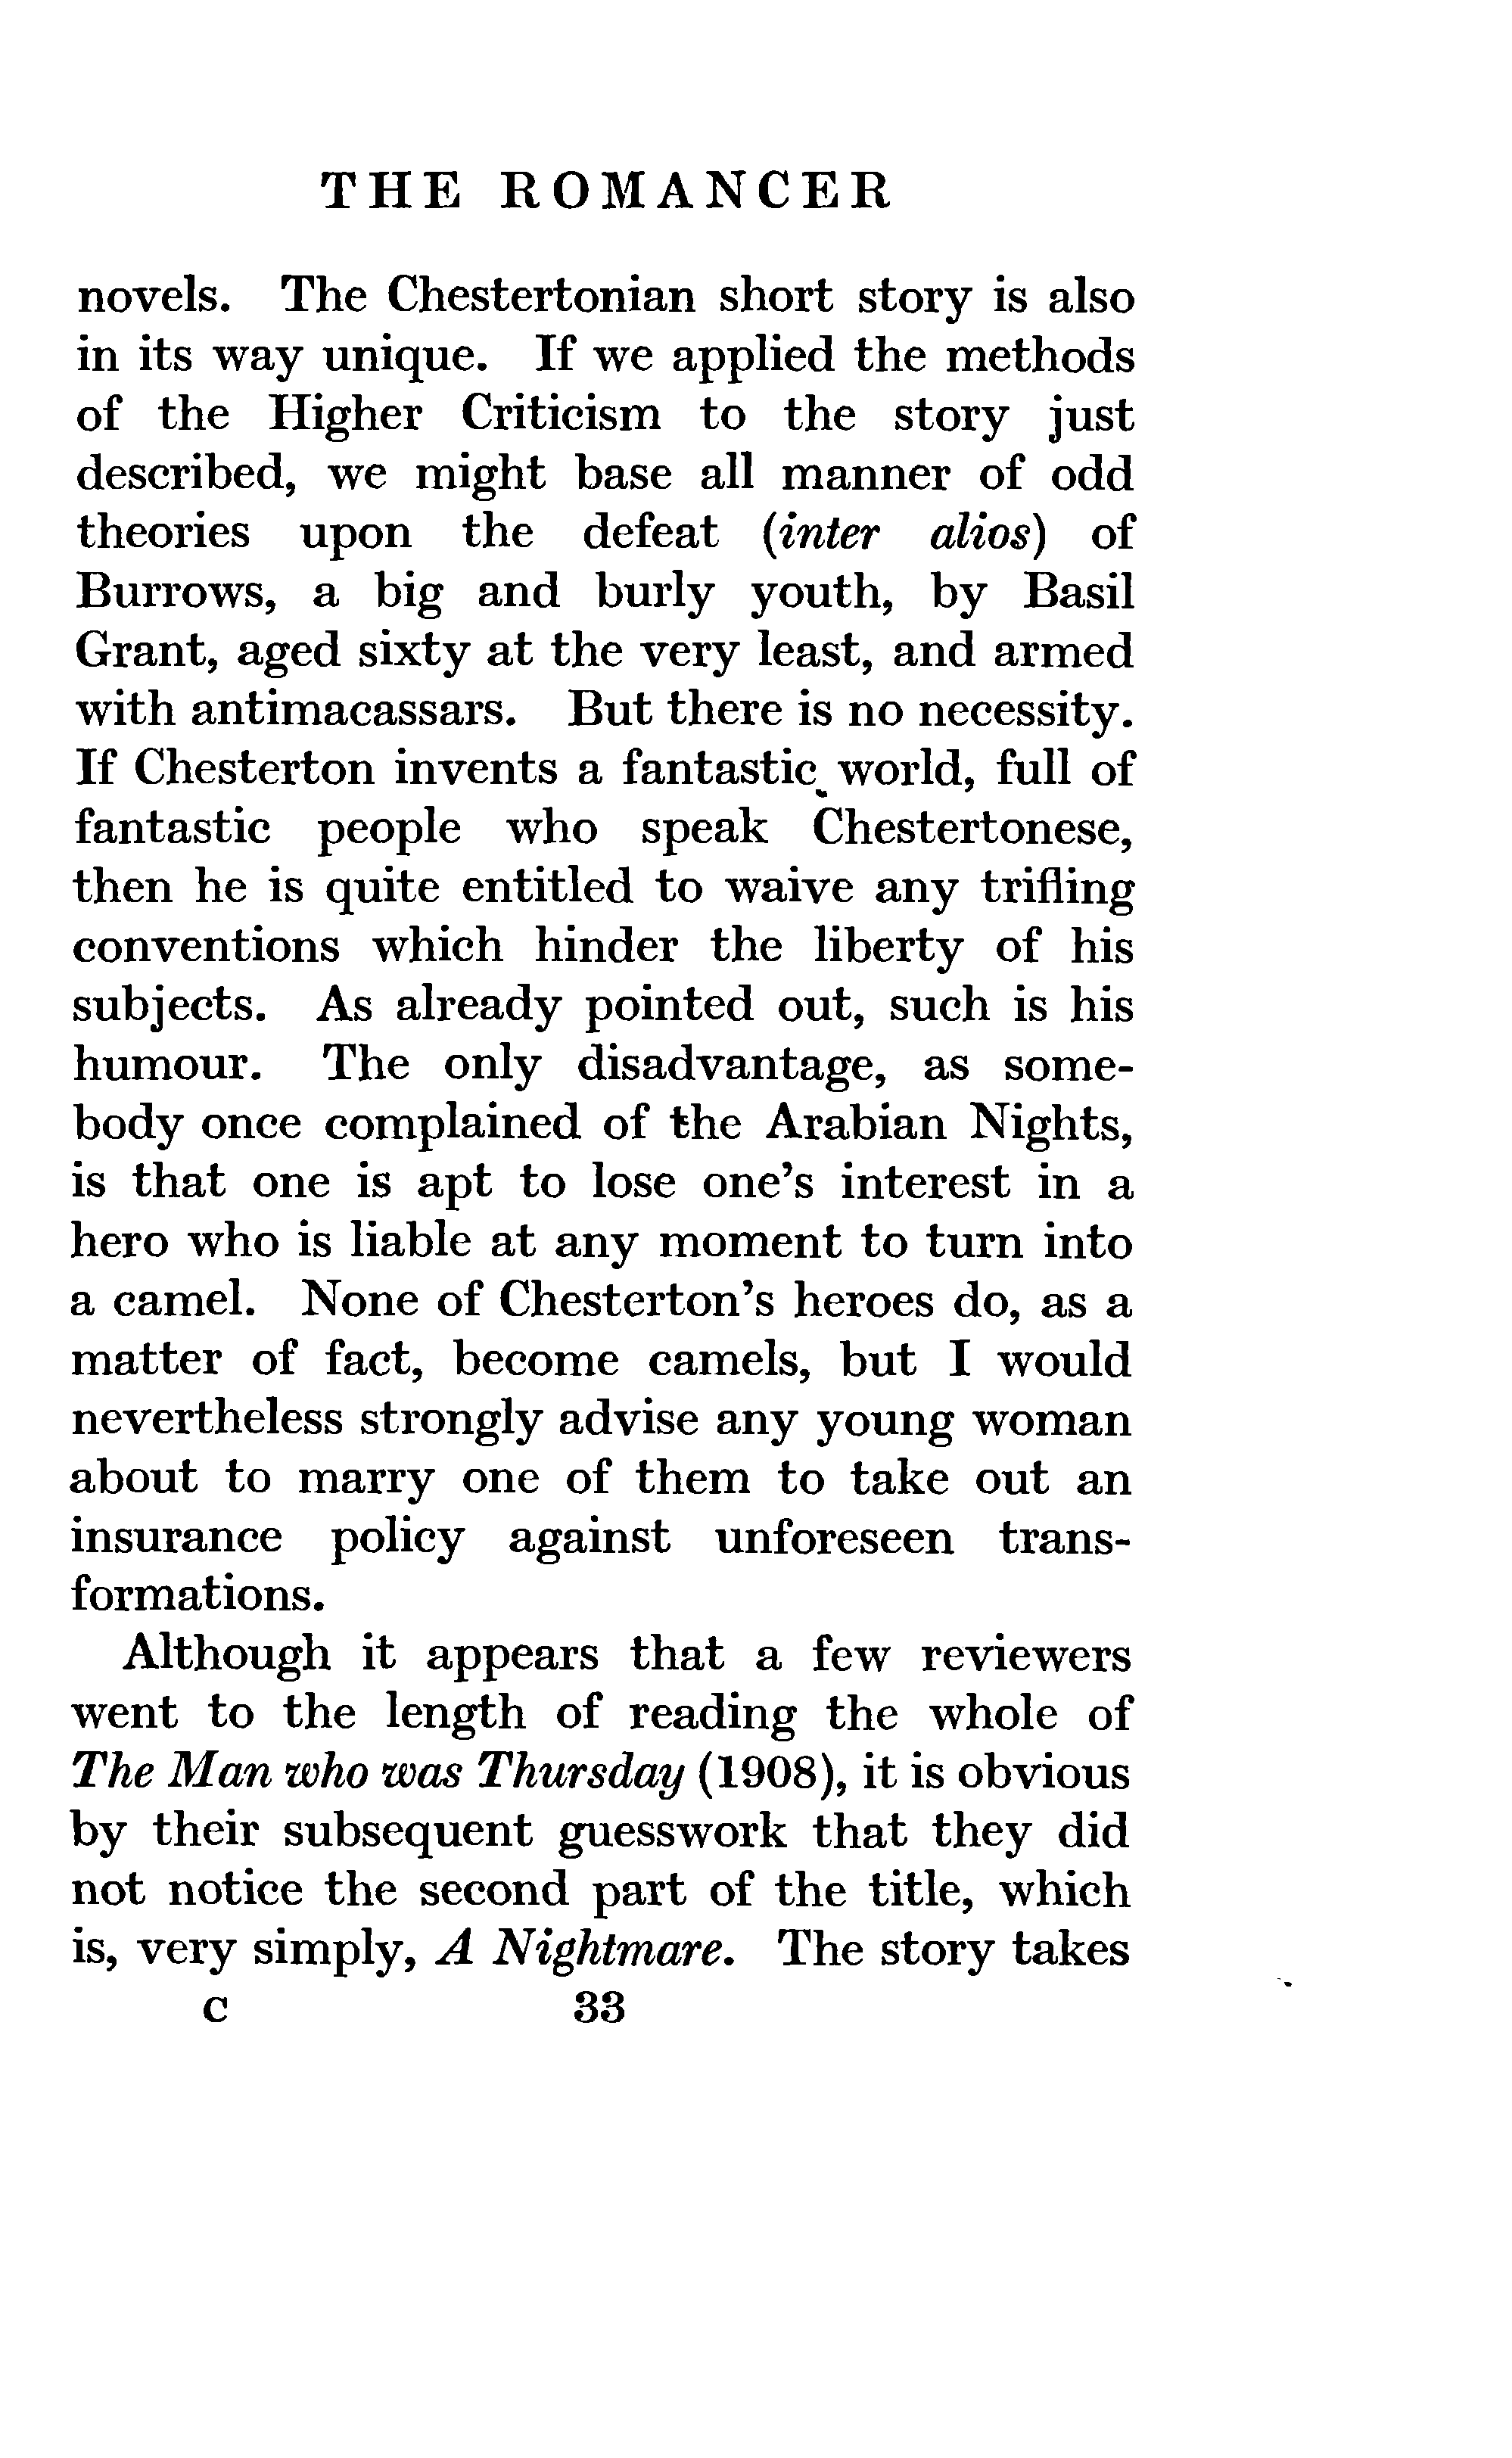 THE ROMANCER
novels. The Chestertonian short story is also
in its way unique. If we applied the methods
of the Higher Criticism to the story just
described, we might base all manner of odd
theories upon the defeat (inter alios) of
Burrows, a big and burly youth, by Basil
Grant, aged sixty at the very least, and armed
with antimacassars. But there is no necessity.
If Chesterton invents a fantastic world, full of
fantastic people who speak Chestertonese,
then he is quite entitled to waive any trifling
conventions which hinder the liberty of his
subjects. As already pointed out, such is his
humour. The only disadvantage, as some-
body once complained of the Arabian Nights,
is that one is apt to lose one's interest in a
hero who is liable at any moment to turn into
a camel. None of Chesterton's heroes do, as a
matter of fact, become camels, but I would
nevertheless strongly advise any young woman
about to marry one of them to take out an
insurance policy against unforeseen trans-
formations.
Although it appears that a few reviewers
went to the length of reading the whole of
The Man who was Thursday (1908), it is obvious
by their subsequent guesswork that they did
not notice the second part of the title, which
is, very simply, A Nightmare. The story takes
C 33